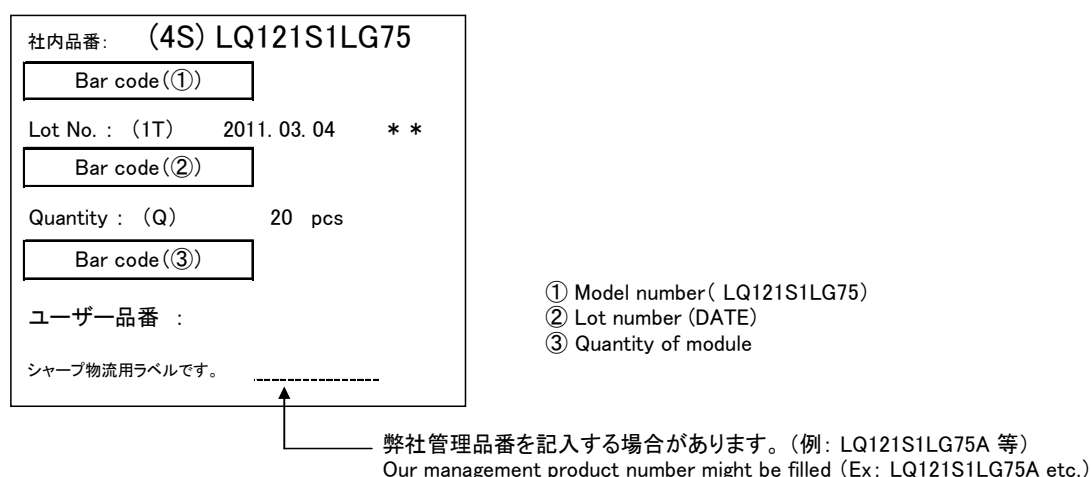 社内品番: (4S) LQ121S1LG75
Bar code(①)
Lot No. : (1T) 2011. 03. 04 * *
Bar code(②)
Quantity : (Q) 20 pcs
Bar code(③)
ユーザー品番 :
シャープ物流用ラベルです。
① Model number( LQ121S1LG75)
② Lot number (DATE)
③ Quantity of module
弊社管理品番を記入する場合があります。(例: LQ121S1LG75A 等)
Our management product number might be filled (Ex: LQ121S1LG75A etc.)